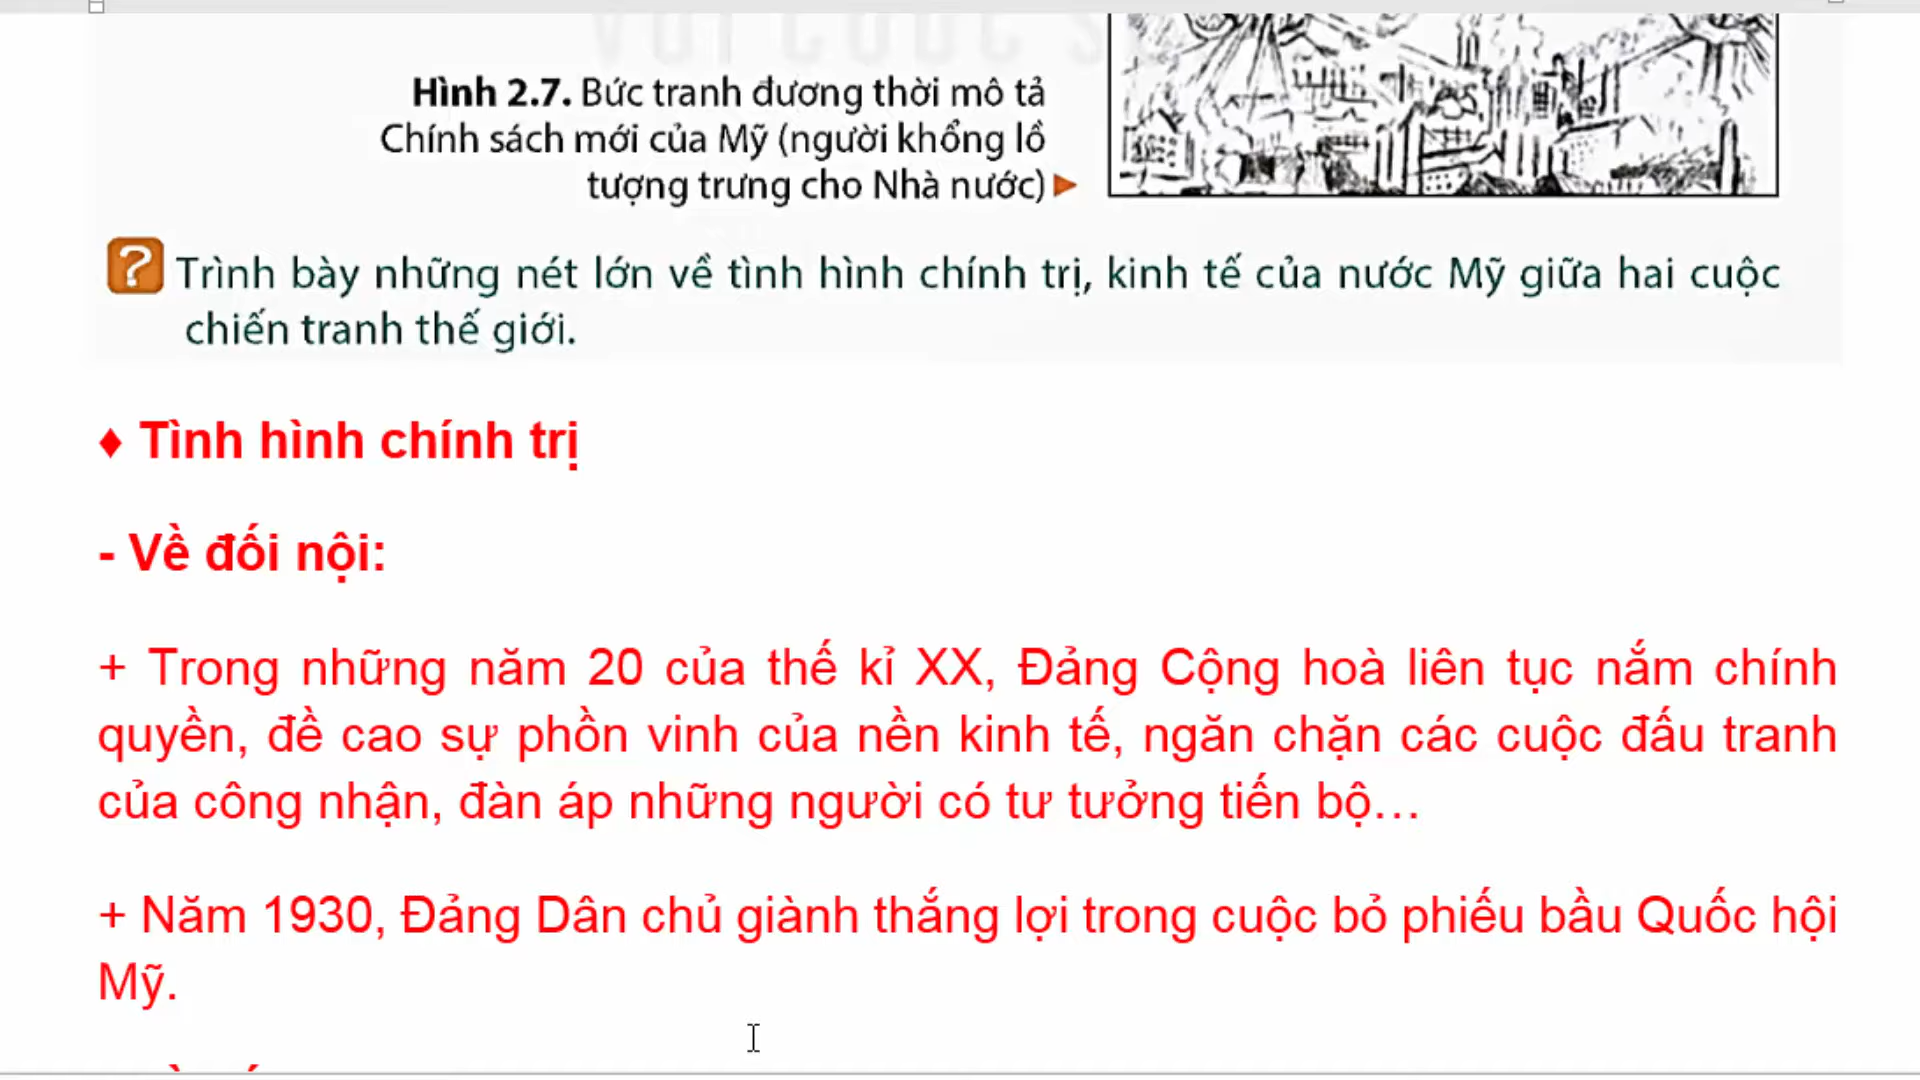 Hình 2.7. Bức tranh đương thời mô tả
Chính sách mới của Mỹ (người khổng lồ
tượng trưng cho Nhà nước)
? Trình bày những nét lớn về tình hình chính trị, kinh tế của nước Mỹ giữa hai cuộc
chiến tranh thế giới.
♦ Tình hình chính trị
- Về đối nội:
+ Trong những năm 20 của thế kỉ XX, Đảng Cộng hoà liên tục nắm chính
quyền, đề cao sự phồn vinh của nền kinh tế, ngăn chặn các cuộc đấu tranh
của công nhận, đàn áp những người có tư tưởng tiến bộ…
+ Năm 1930, Đảng Dân chủ giành thắng lợi trong cuộc bỏ phiếu bầu Quốc hội
Mỹ.